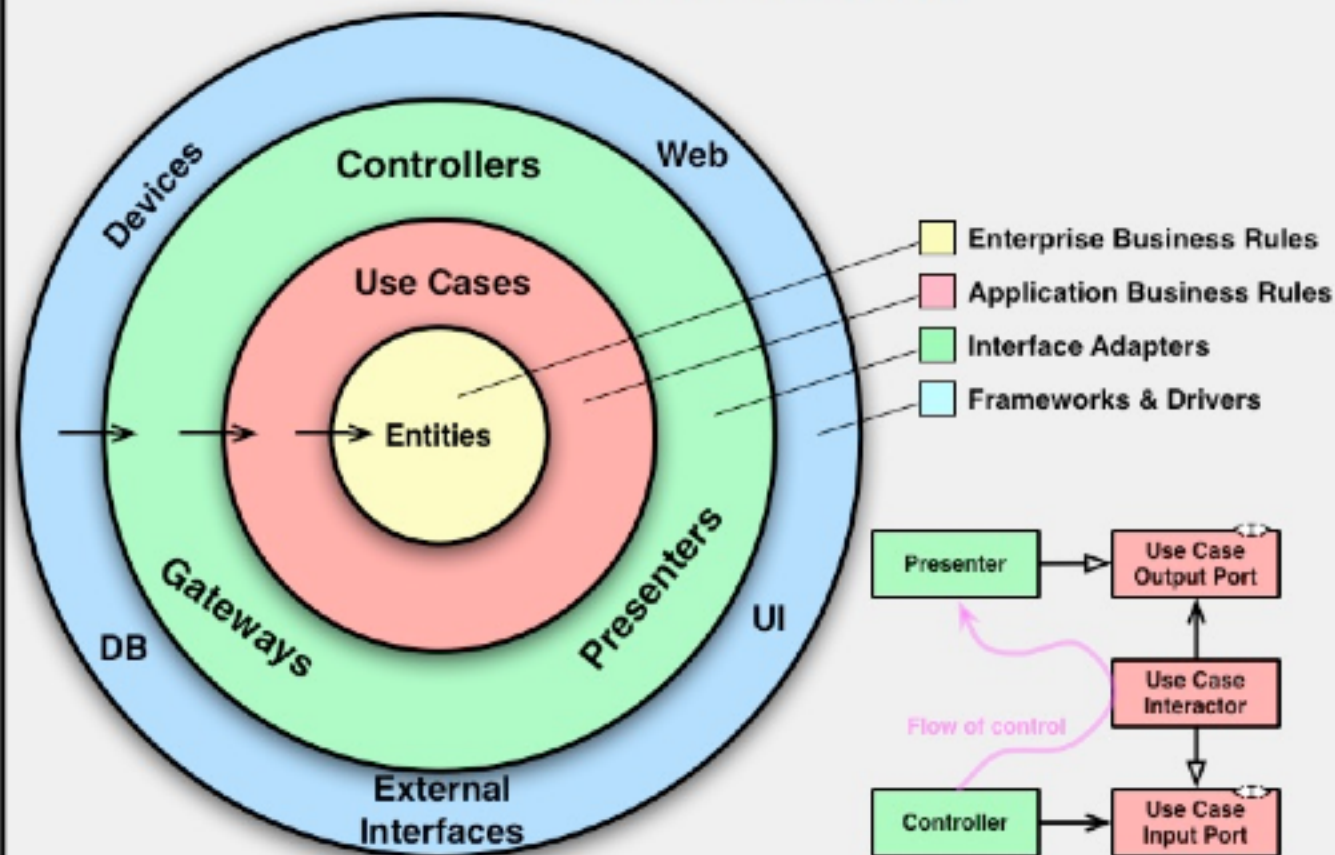 Devices
Controllers
Web
Use Cases
Entities
Gateways
Presenters
DB
UI
External
Interfaces
Enterprise Business Rules
Application Business Rules
Interface Adapters
Frameworks & Drivers
Presenter
Use Case
Output Port
Use Case
Interactor
Flow of control
Controller
Use Case
Input Port